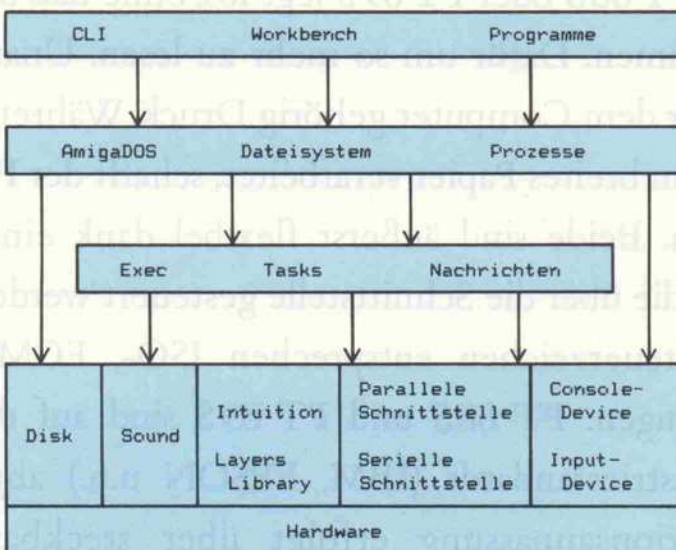 CLI Workbench Programme
AmigaDOS Dateisystem Prozesse
Exec Tasks Nachrichten
Disk
Sound
Intuition
Layers
Library
Parallele
Schnittstelle
Serielle
Schnittstelle
Console-
Device
Input-
Device
Hardware